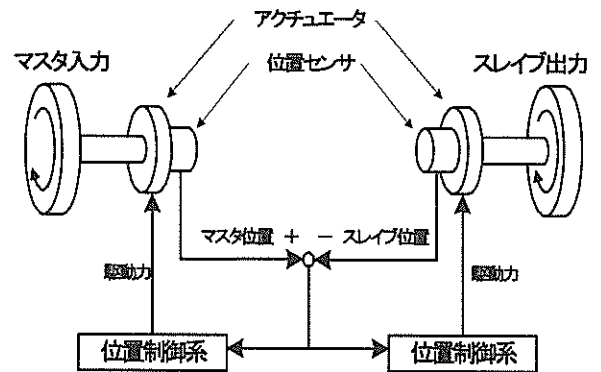 アクチュエータ
マスタ入力
位置センサ
スレイブ出力
マスタ位置 + - スレイブ位置
駆動力
駆動力
位置制御系
位置制御系